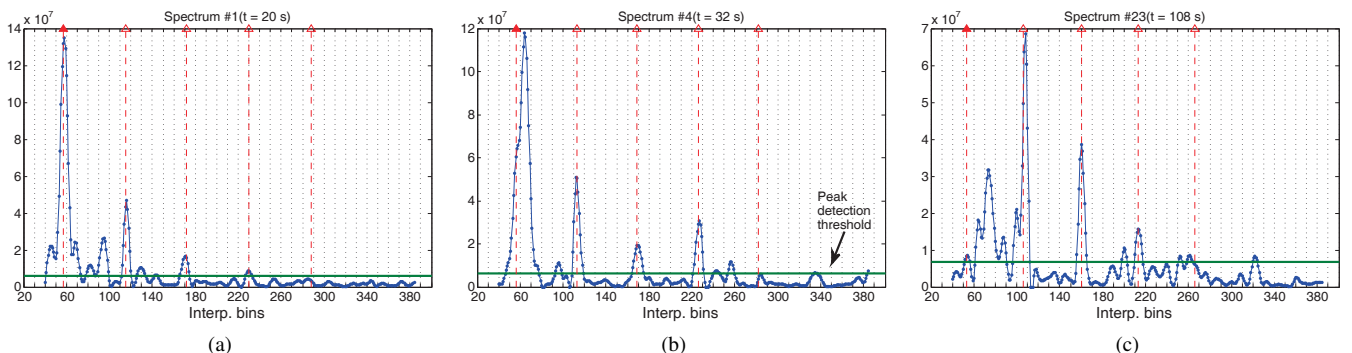 Spectrum #1(t = 20 s)
x 10^7
14
12
10
8
6
4
2
0
20 60 100 140 180 220 260 300 340 380
Interp. bins
(a)
Spectrum #4(t = 32 s)
x 10^7
12
10
8
6
4
2
0
Peak
detection
threshold
20 60 100 140 180 220 260 300 340 380
Interp. bins
(b)
Spectrum #23(t = 108 s)
x 10^7
7
6
5
4
3
2
1
0
20 60 100 140 180 220 260 300 340 380
Interp. bins
(c)